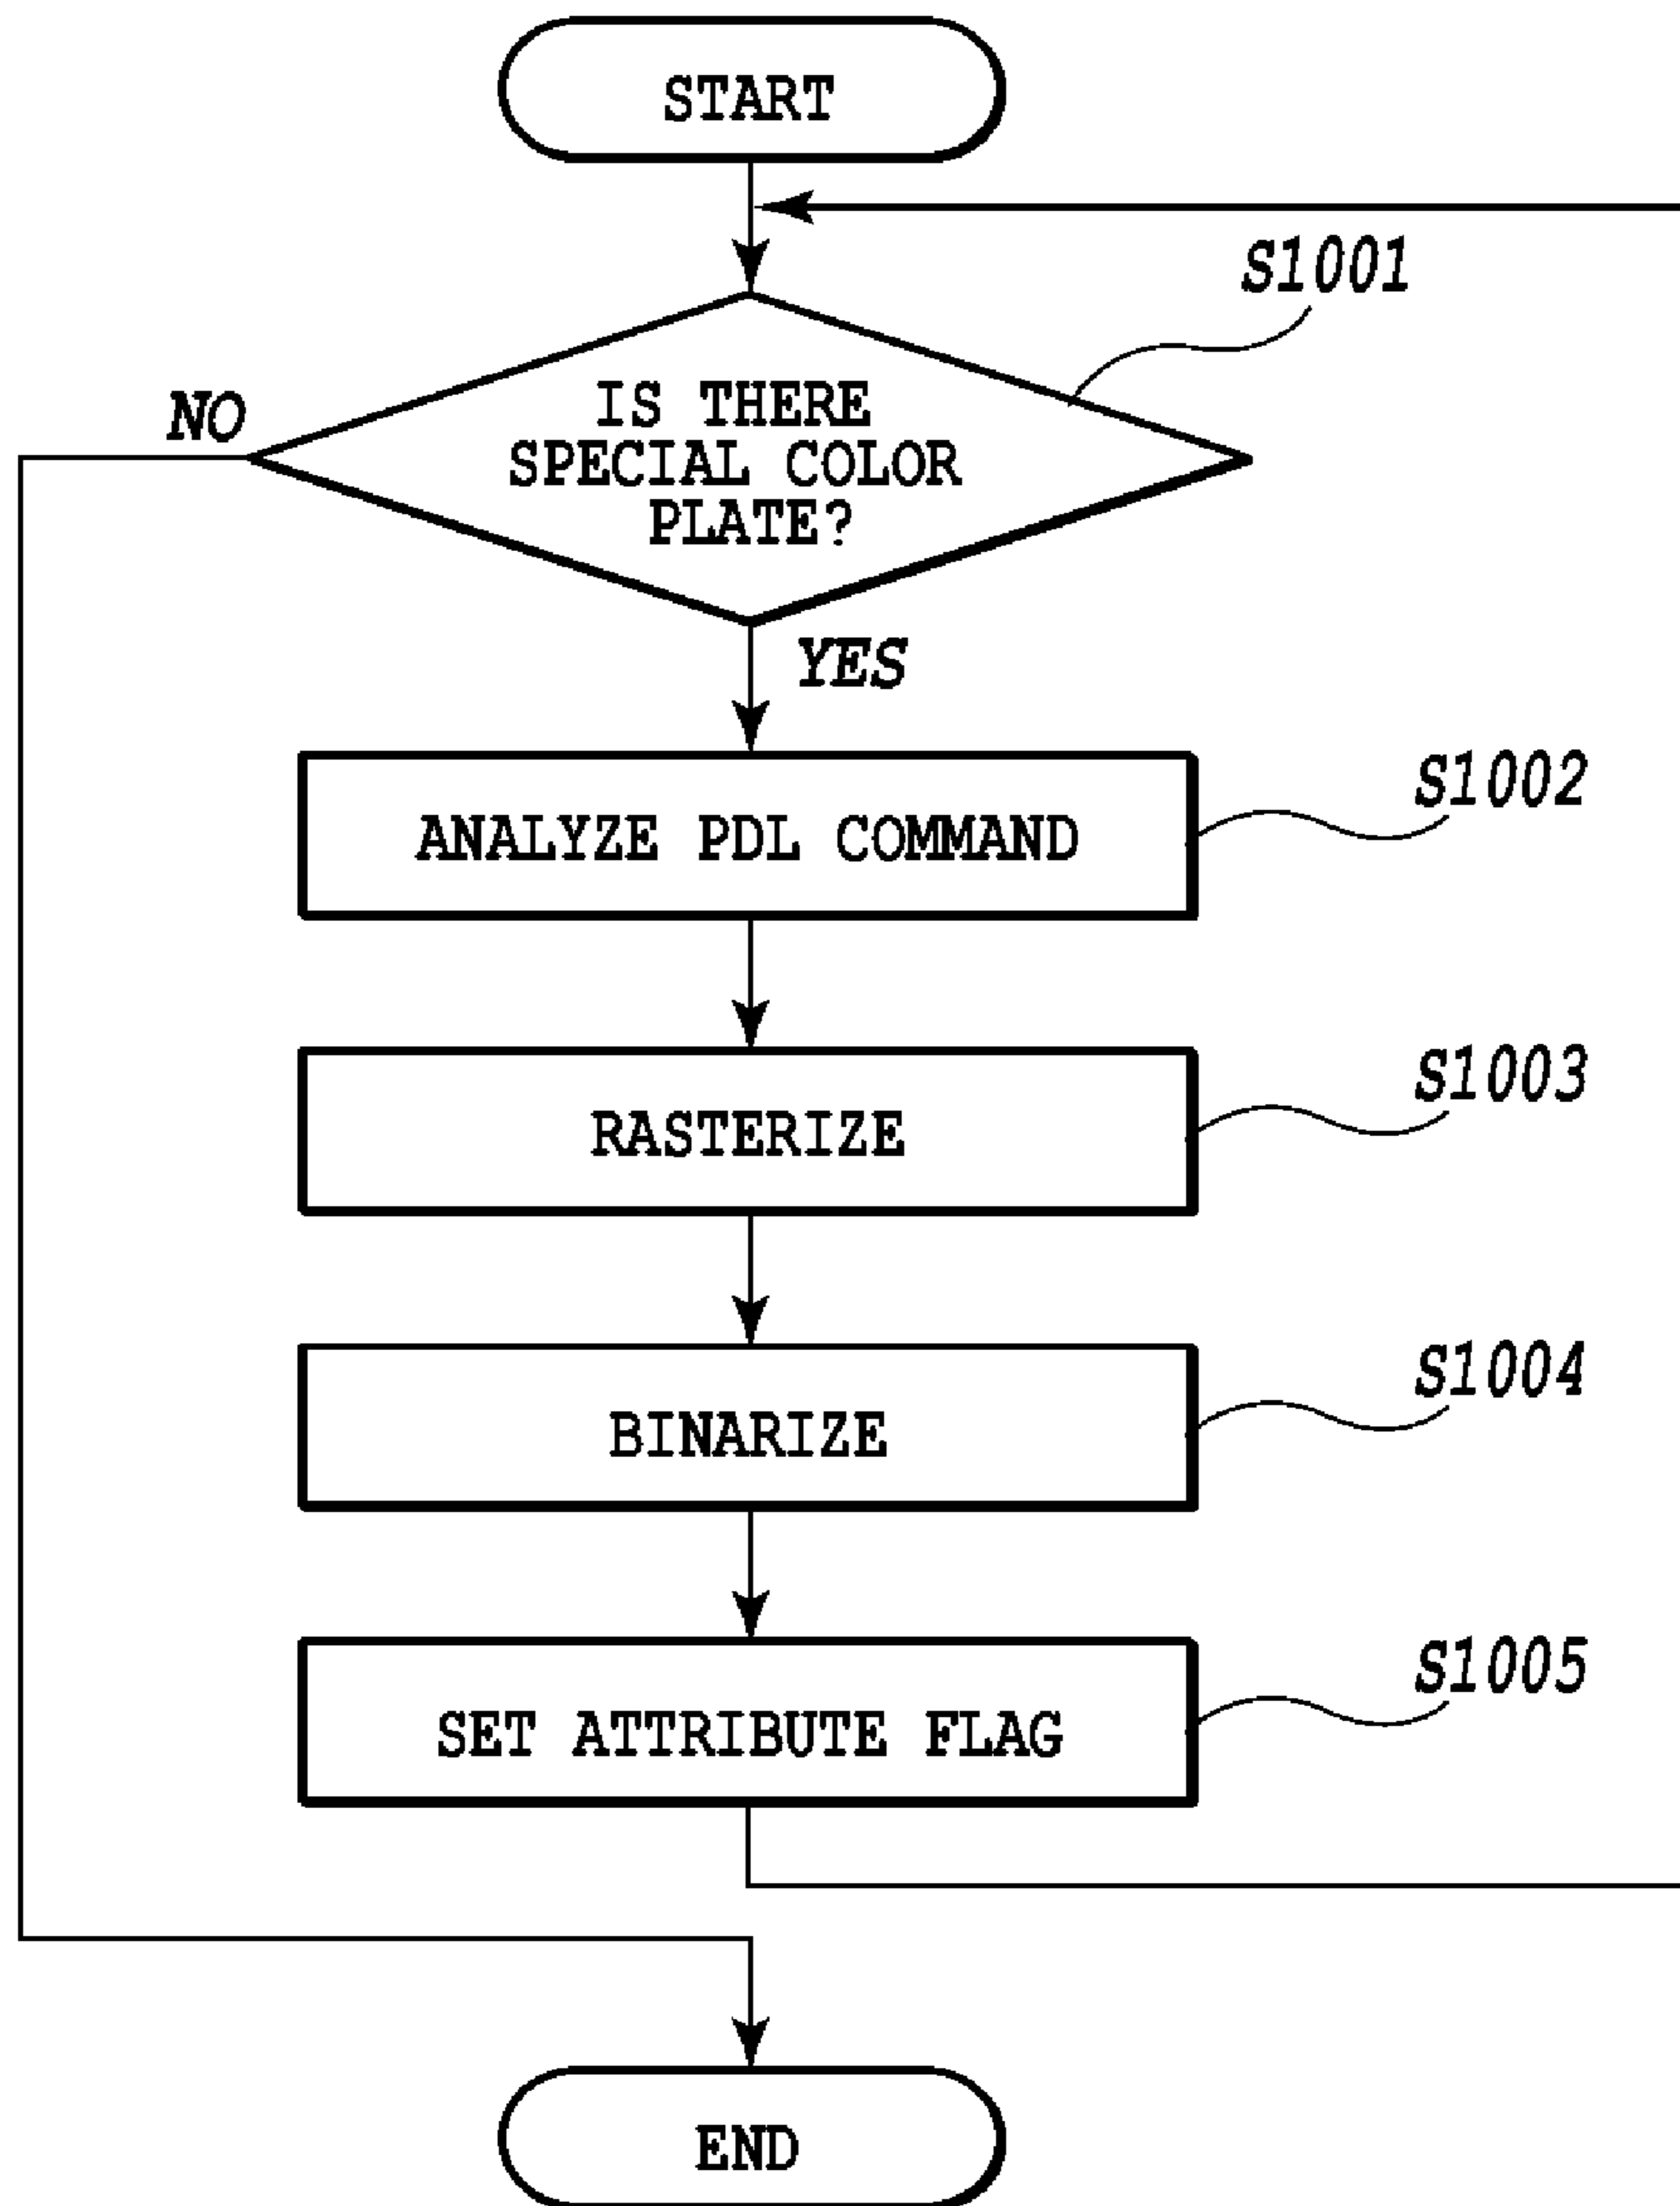 START
S1001
NO
IS THERE
SPECIAL COLOR
PLATE?
YES
S1002
ANALYZE PDL COMMAND
S1003
RASTERIZE
S1004
BINARIZE
S1005
SET ATTRIBUTE FLAG
END